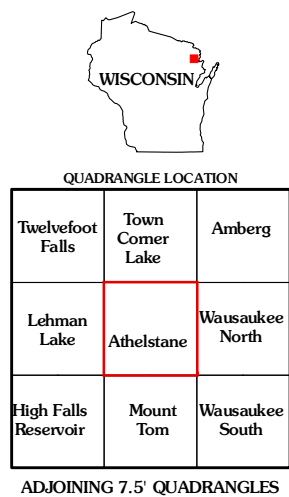 WISCONSIN
QUADRANGLE LOCATION
Twelvefoot
Falls
Town
Corner
Lake
Amberg
Lehman
Lake
Athelstane
Wausaukee
North
High Falls
Reservoir
Mount
Tom
Wausaukee
South
ADJOINING 7.5' QUADRANGLES